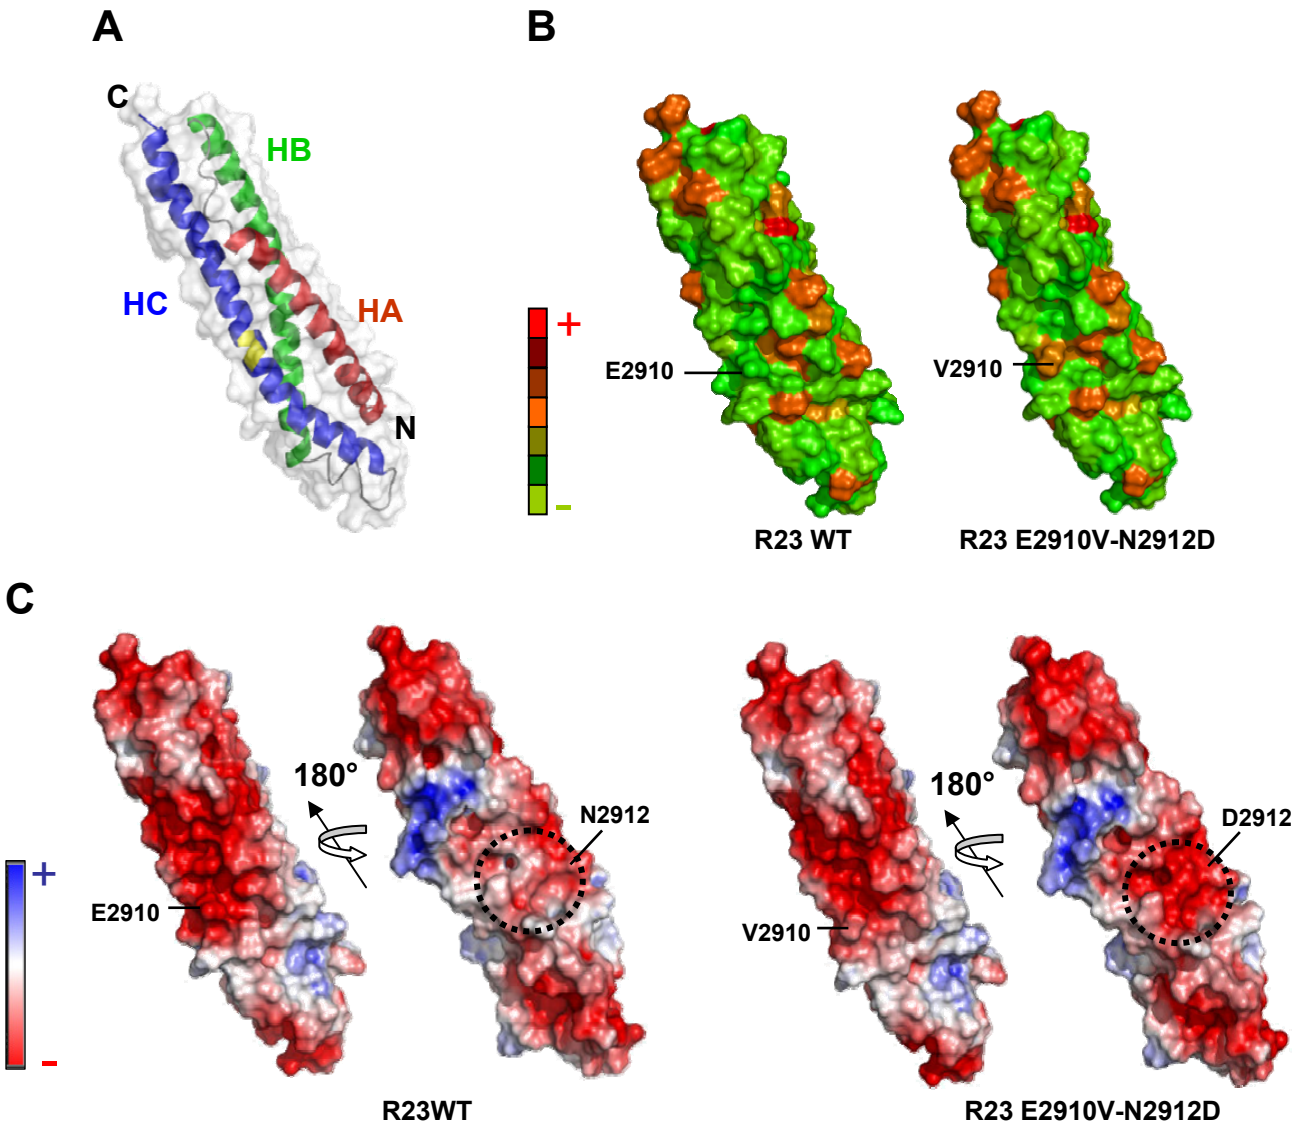 A
B
C
HB
HC
HA
N
+
-
E2910
V2910
R23 WT
R23 E2910V-N2912D
C
180°
N2912
E2910
+
-
180°
D2912
V2910
R23WT
R23 E2910V-N2912D